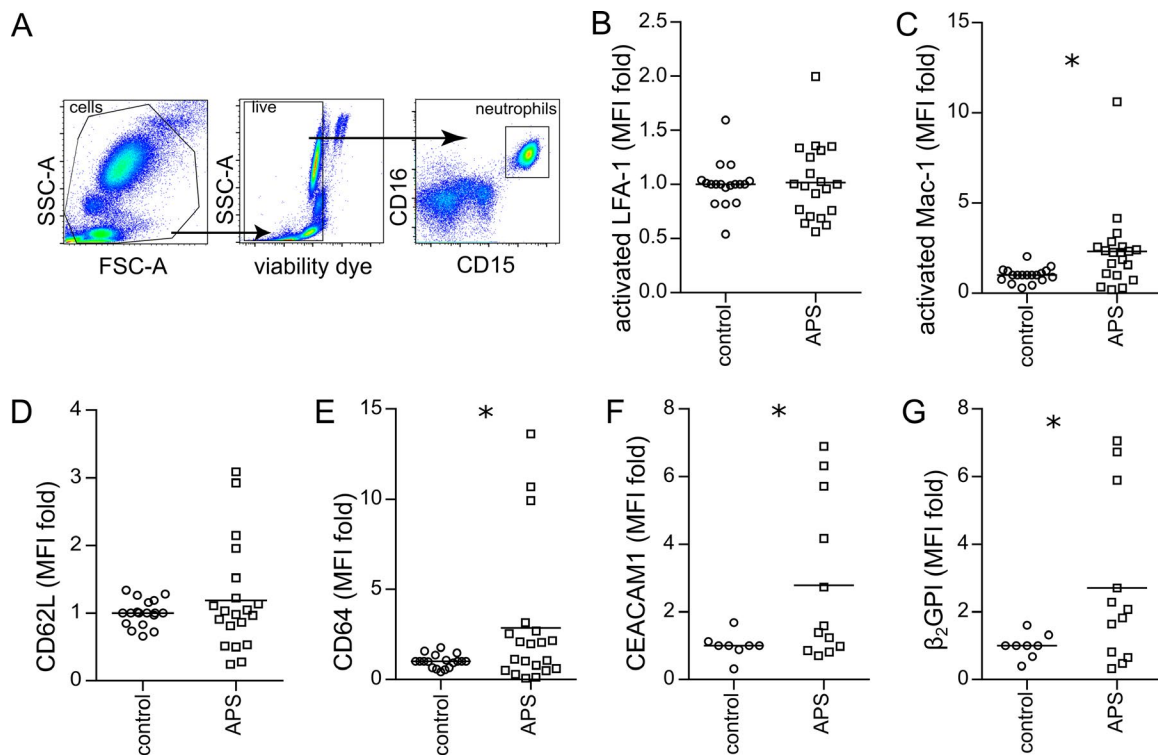 A
cells
SSC-A
FSC-A
live
SSC-A
viability dye
neutrophils
CD16
CD15
B
activated LFA-1 (MFI fold)
2.5
2.0
1.5
1.0
0.5
0.0
control
APS
C
activated Mac-1 (MFI fold)
15
10
5
0
*
control
APS
D
CD62L (MFI fold)
4
3
2
1
0
control
APS
E
CD64 (MFI fold)
15
10
5
0
*
control
APS
F
CEACAM1 (MFI fold)
8
6
4
2
0
*
control
APS
G
β₂GPI (MFI fold)
8
6
4
2
0
*
control
APS